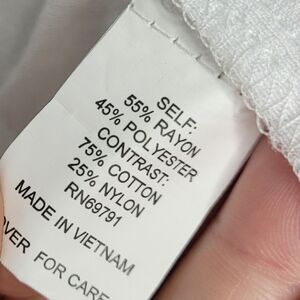 SELF:
55% RAYON
45% POLYESTER
CONTRAST:
75% COTTON
25% NYLON
RN69791
MADE IN VIETNAM
FOR CARE